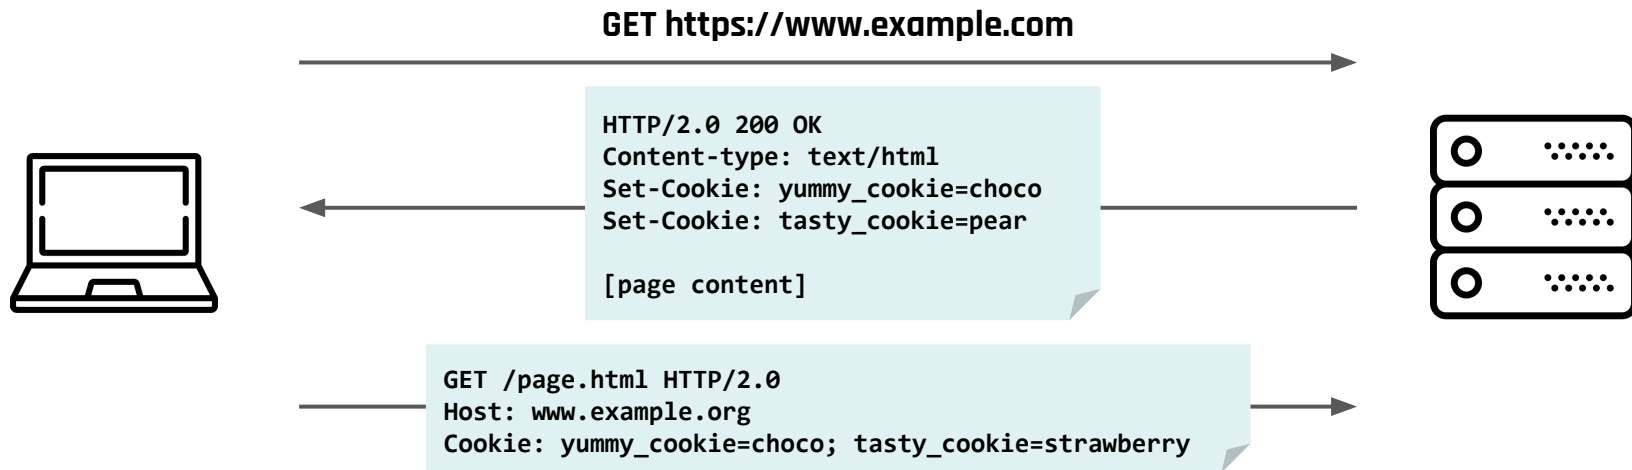 GET https://www.example.com
HTTP/2.0 200 OK
Content-type: text/html
Set-Cookie: yummy_cookie=choco
Set-Cookie: tasty_cookie=pear
[page content]
GET /page.html HTTP/2.0
Host: www.example.org
Cookie: yummy_cookie=choco; tasty_cookie=strawberry